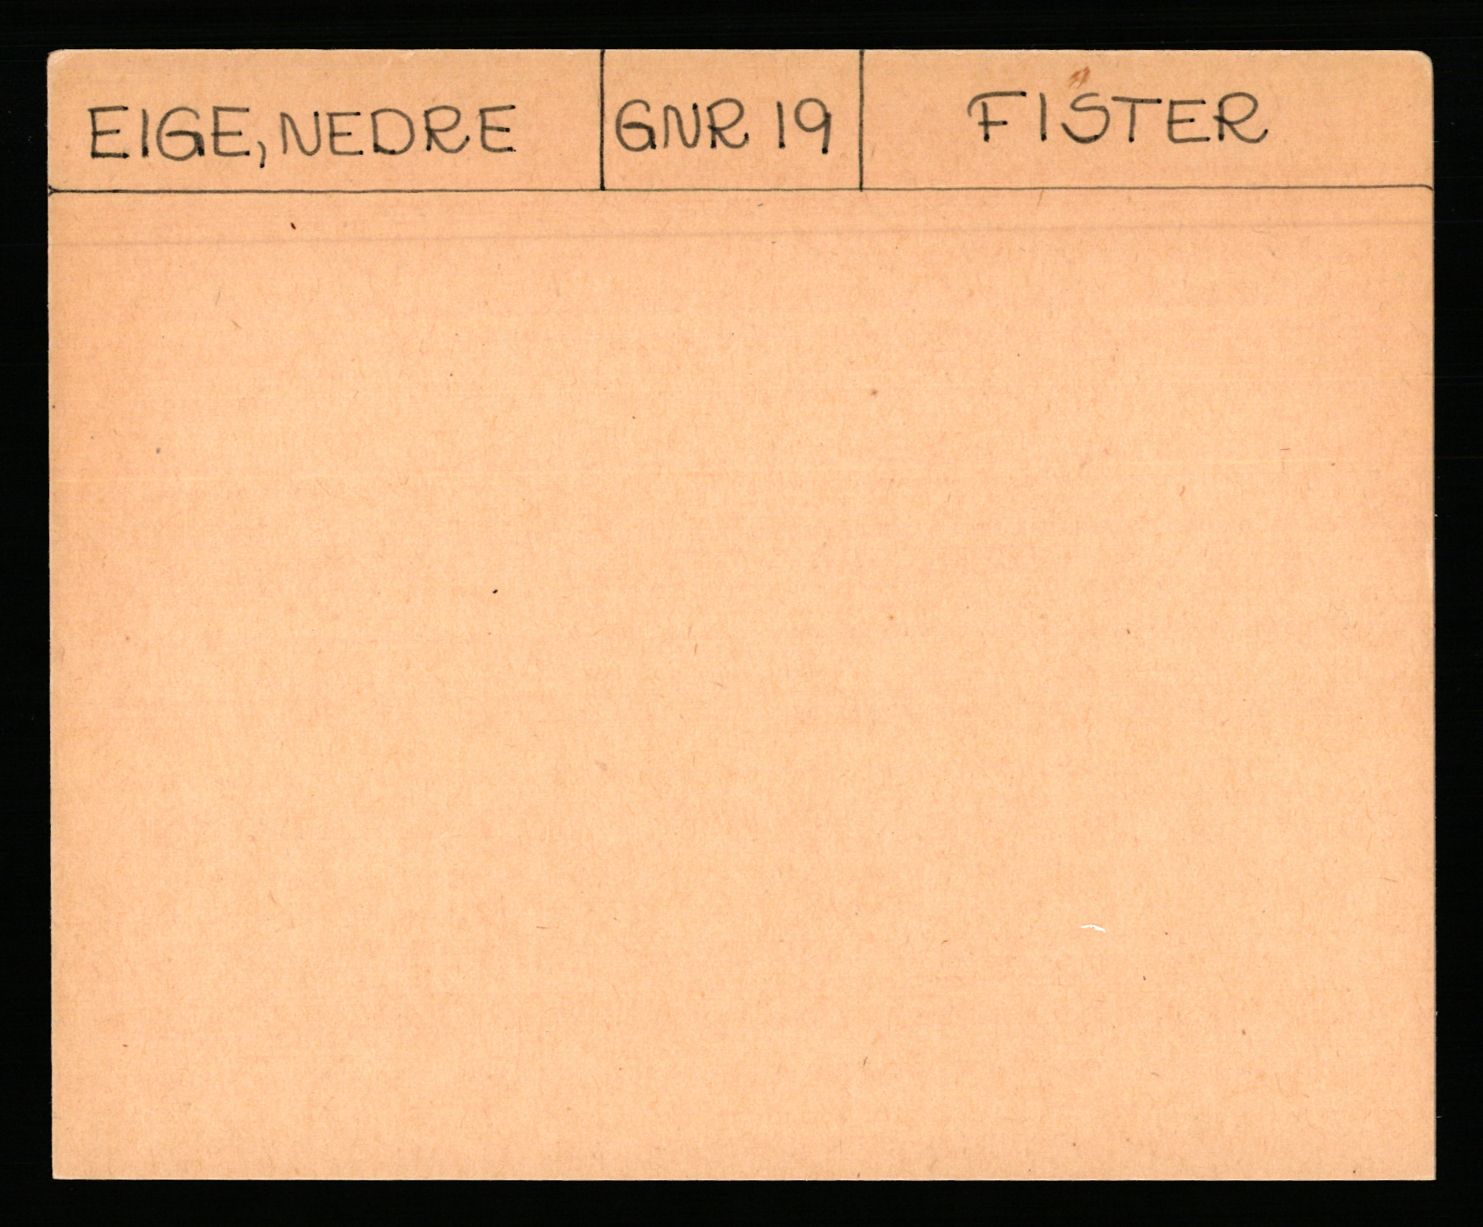 EIGE, NEDRE GNR 19 FISTER